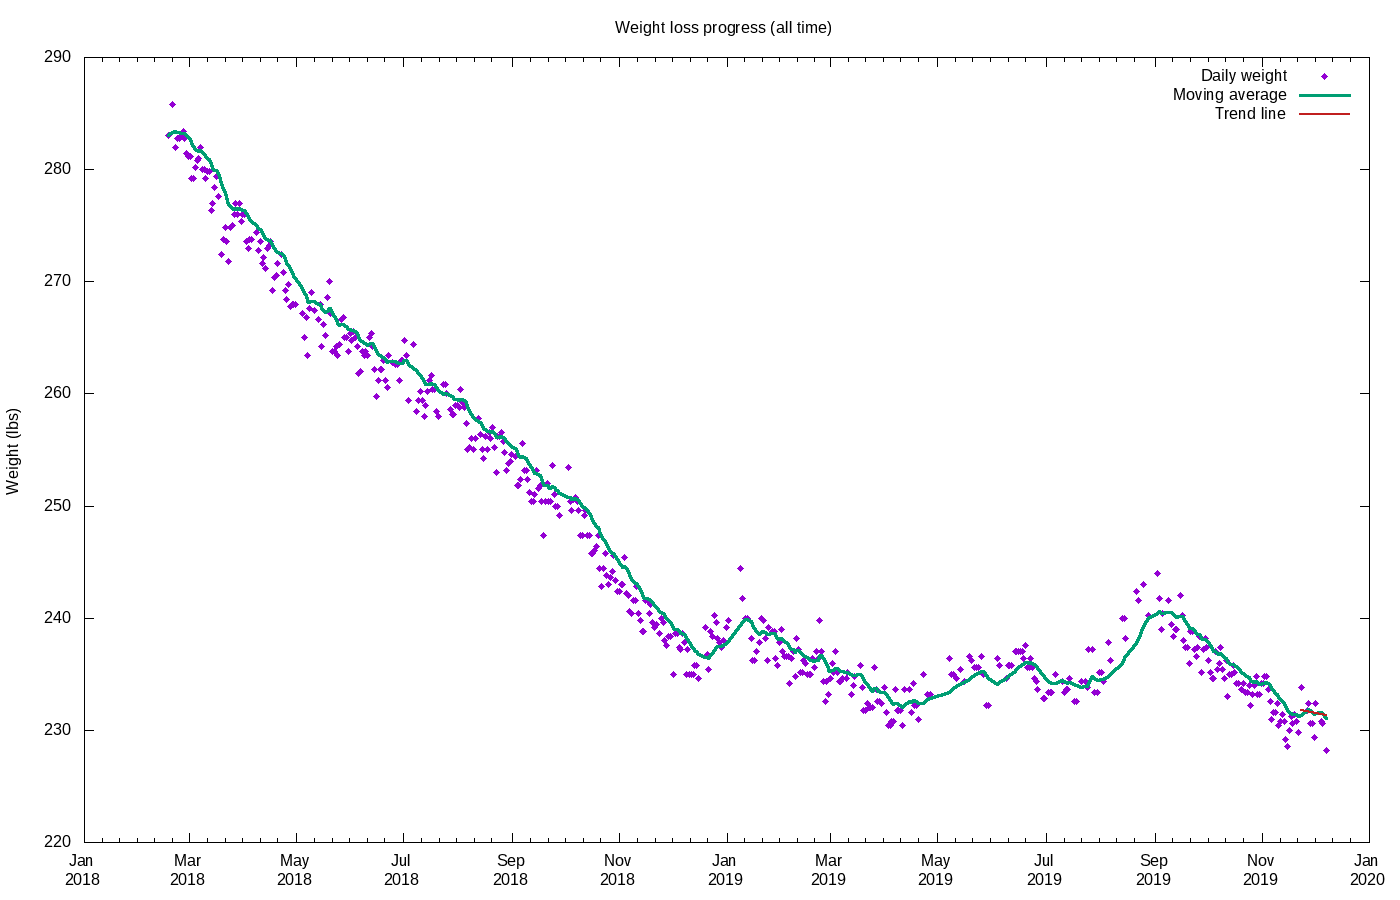 Weight loss progress (all time)
290
280
270
260
250
240
230
220
Weight (lbs)
Daily weight
Moving average
Trend line
Jan Mar May Jul Sep Nov Jan Mar May Jul Sep Nov Jan
2018 2018 2018 2018 2018 2018 2019 2019 2019 2019 2019 2019 2020